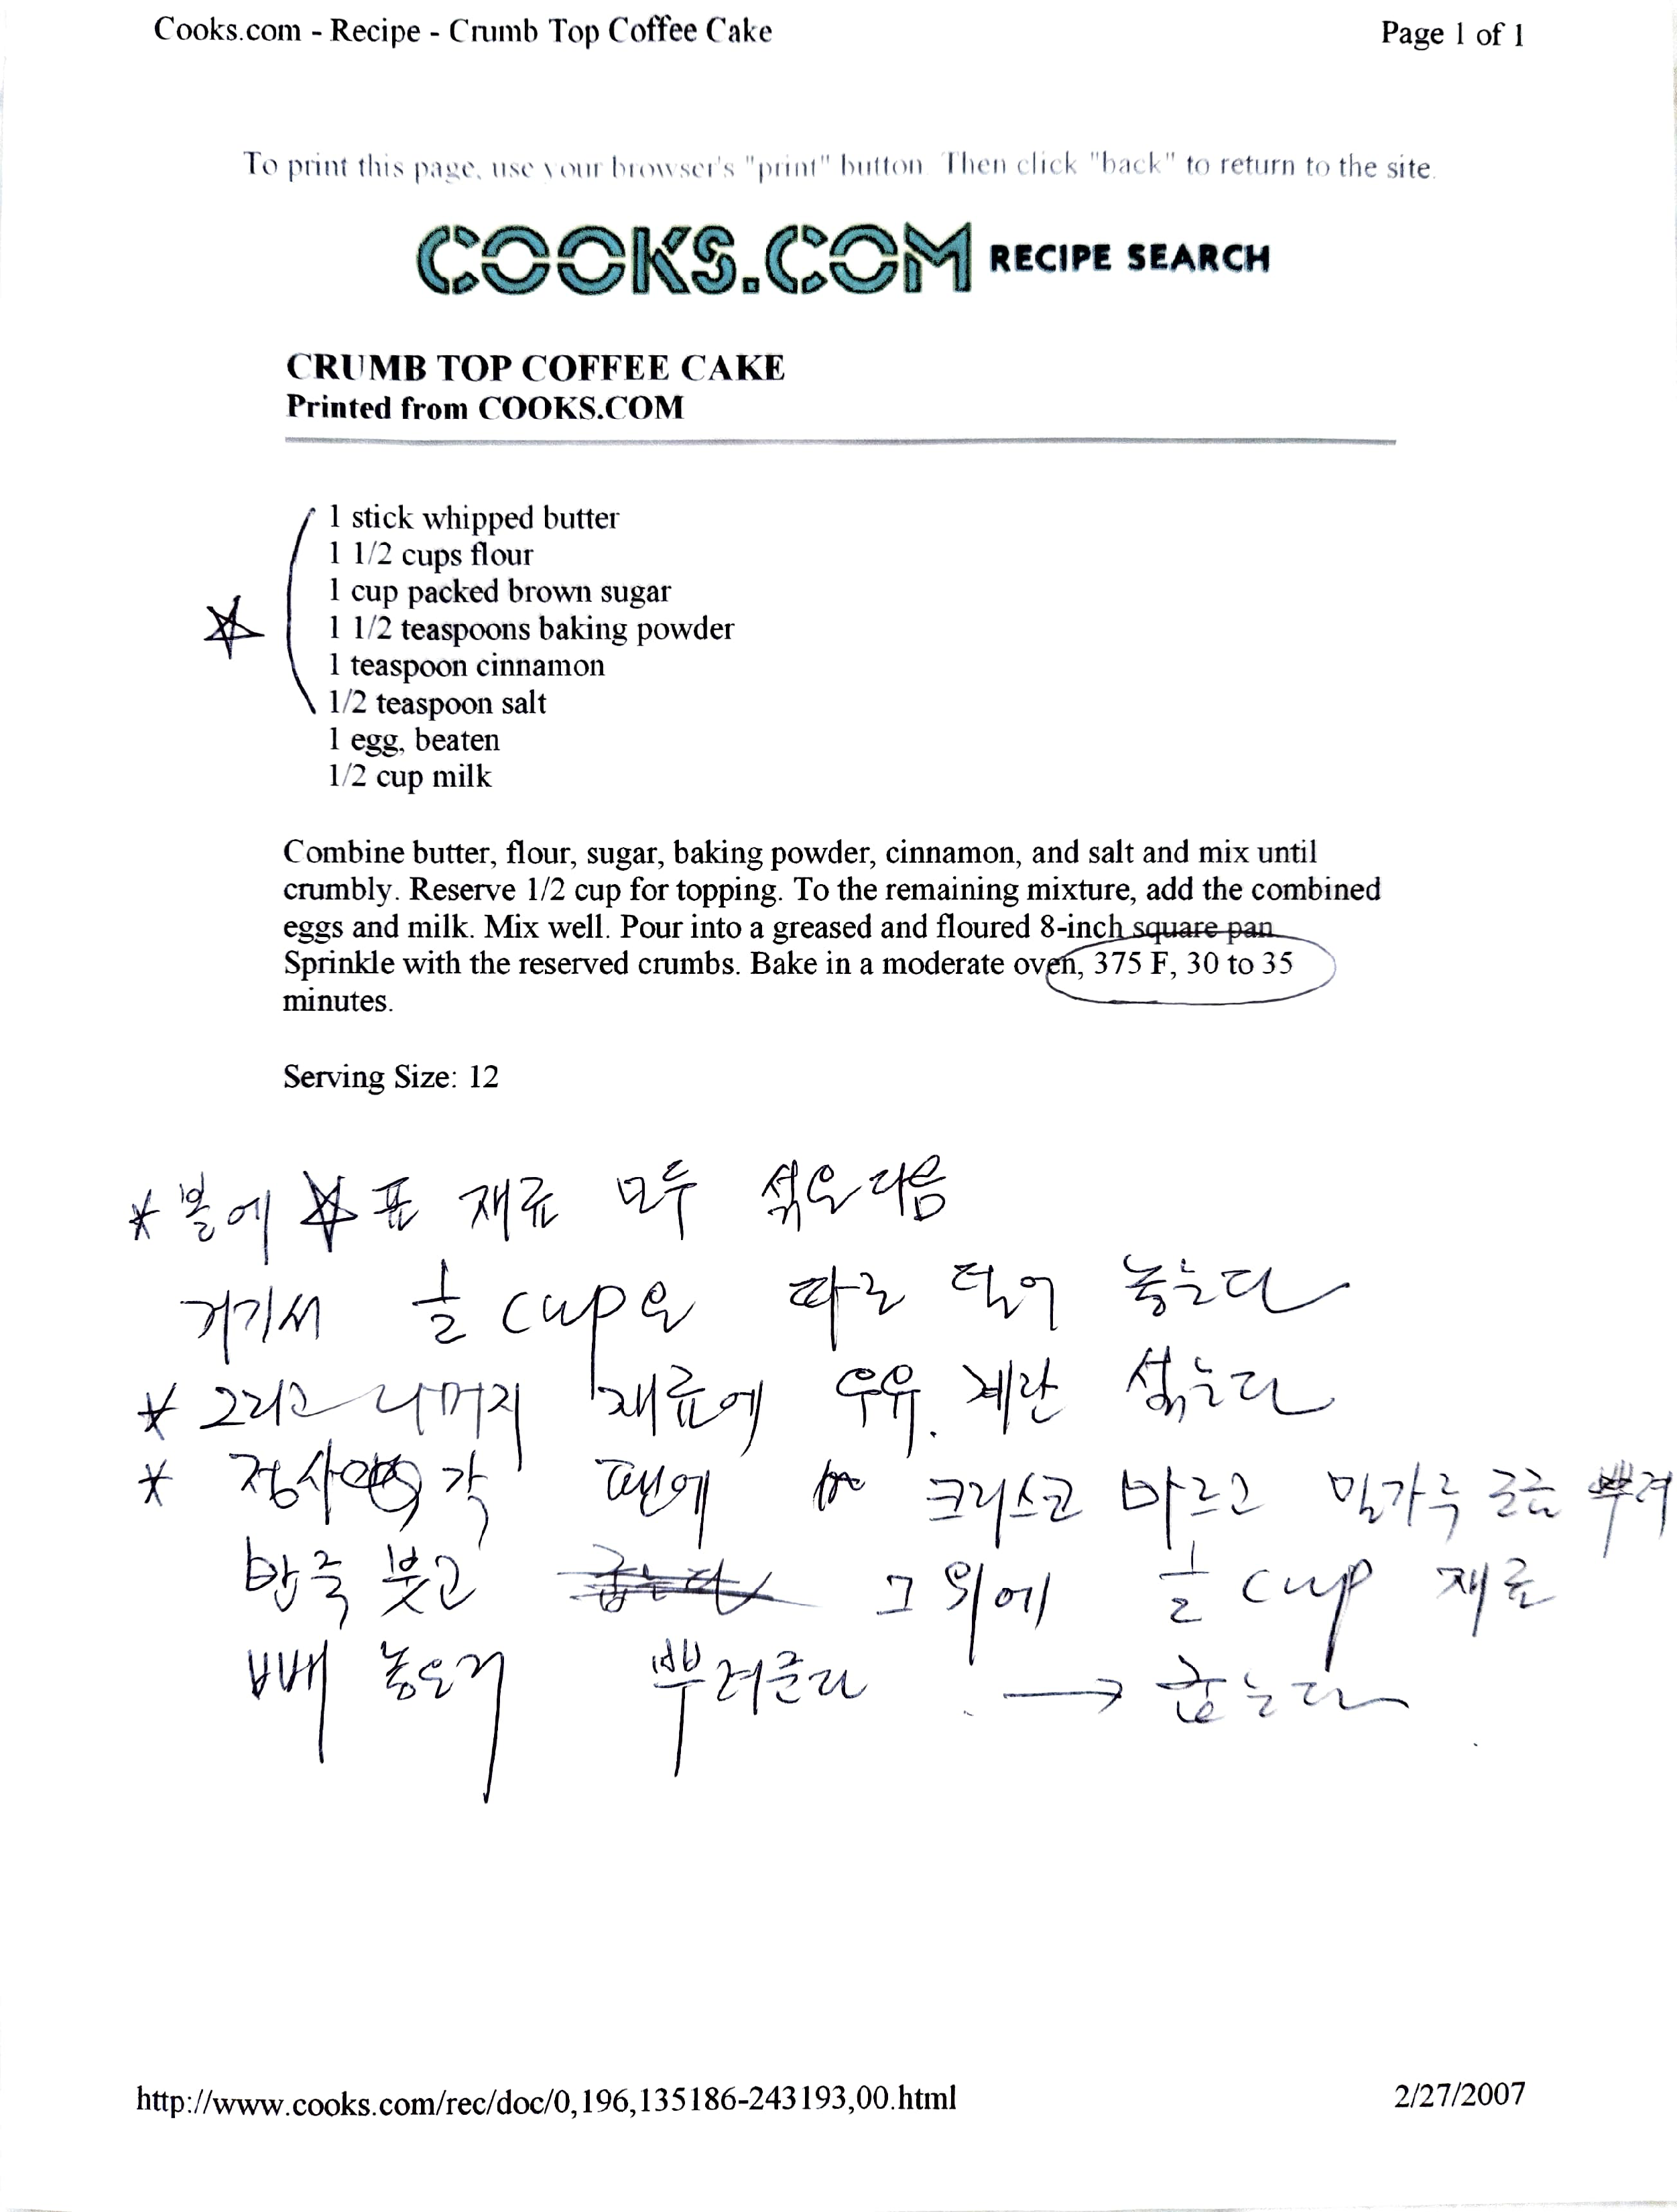 Cooks.com - Recipe - Crumb Top Coffee Cake Page 1 of 1
To print this page, use your browser's "print" button. Then click "back" to return to the site.
COOKS.COM RECIPE SEARCH
CRUMB TOP COFFEE CAKE
Printed from COOKS.COM
1 stick whipped butter
1 1/2 cups flour
1 cup packed brown sugar
☆ 1 1/2 teaspoons baking powder
1 teaspoon cinnamon
1/2 teaspoon salt
1 egg, beaten
1/2 cup milk
Combine butter, flour, sugar, baking powder, cinnamon, and salt and mix until
crumbly. Reserve 1/2 cup for topping. To the remaining mixture, add the combined
eggs and milk. Mix well. Pour into a greased and floured 8-inch square pan
Sprinkle with the reserved crumbs. Bake in a moderate oven, 375 F, 30 to 35
minutes.
Serving Size: 12
* 볼에 ☆표 재료 모두 섞은다음
거기서 1/2 cup은 따로 덜어 놓는다
* 그리고 나머지 재료에 우유. 계란 섞는다
* 정사각 팬에 크리스코 바르고 밀가루 조금 뿌려
반죽 붓고 그 위에 1/2 cup 재료
빼 놓은거 뿌려준다 → 굽는다
http://www.cooks.com/rec/doc/0,196,135186-243193,00.html 2/27/2007